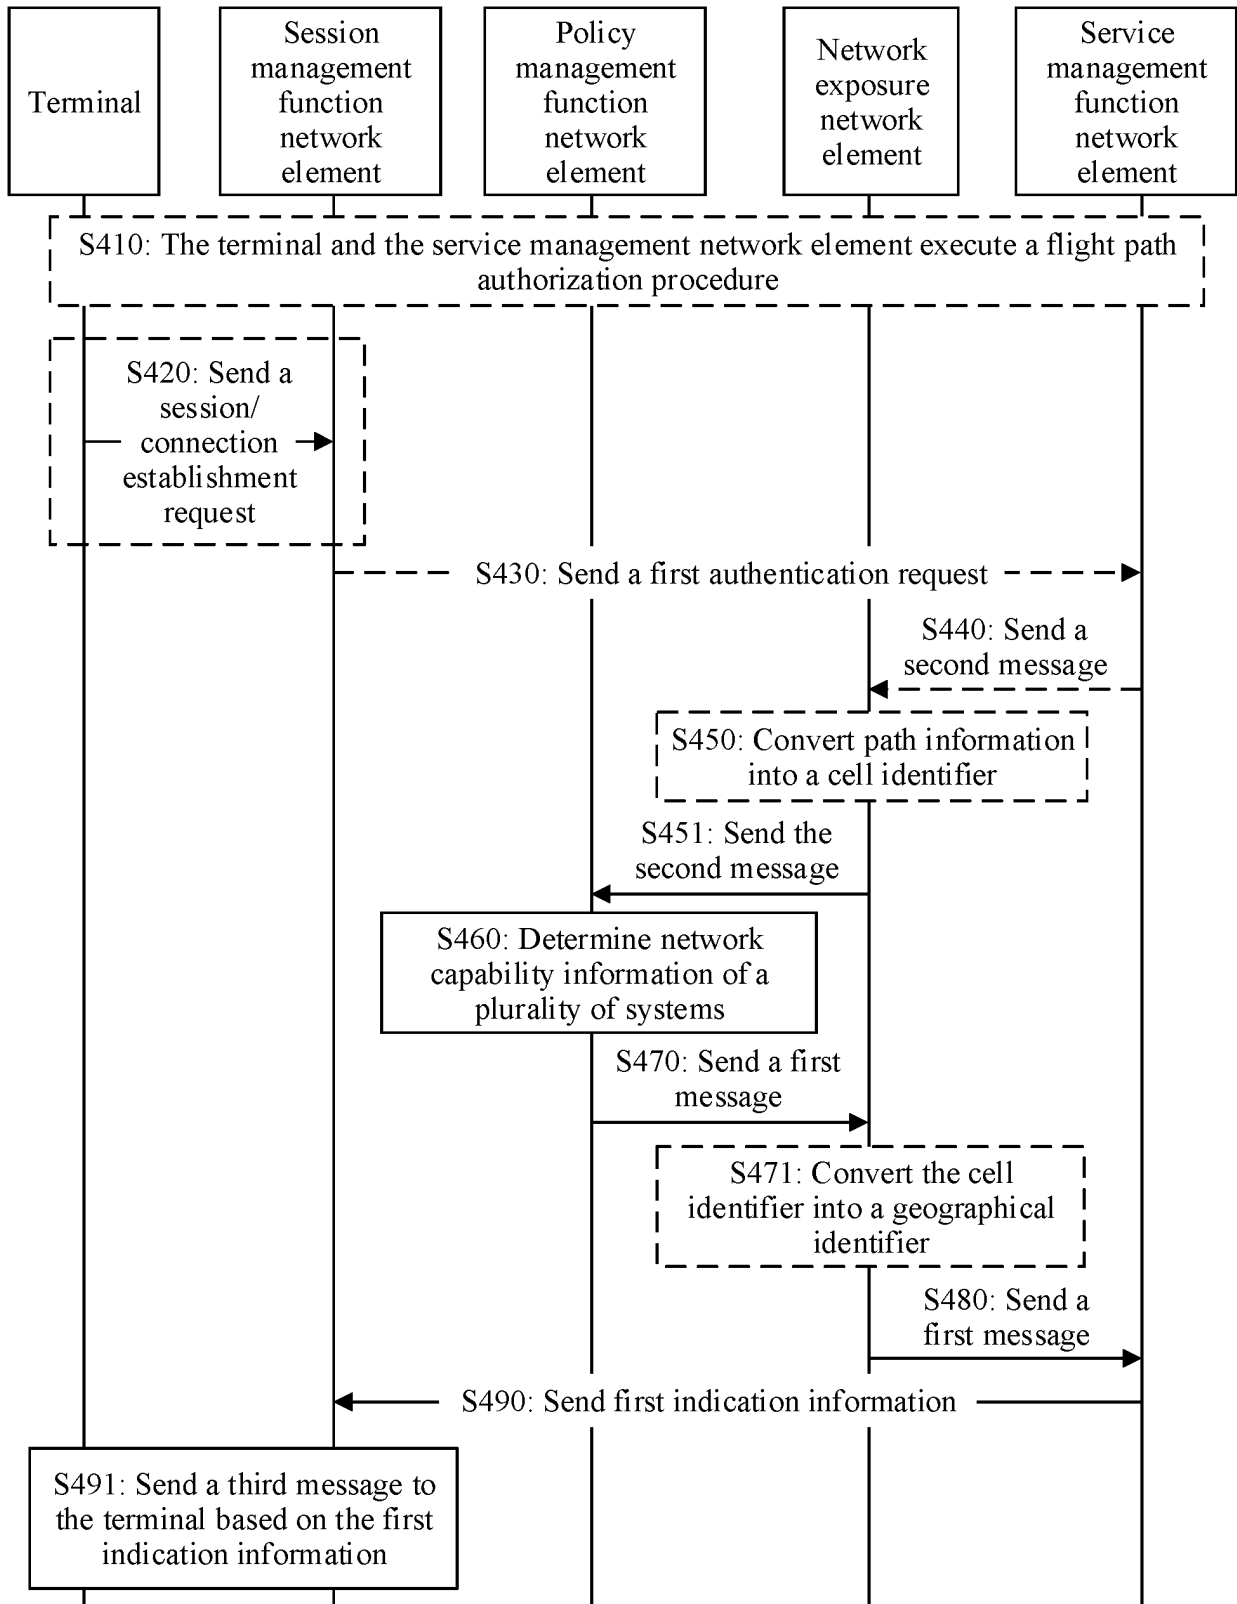 Terminal
Session
management
function
network
element
Policy
management
function
network
element
Network
exposure
network
element
Service
management
function
network
element
S410: The terminal and the service management network element execute a flight path
authorization procedure
S420: Send a
session/
connection
establishment
request
S430: Send a first authentication request
S440: Send a
second message
S450: Convert path information
into a cell identifier
S451: Send the
second message
S460: Determine network
capability information of a
plurality of systems
S470: Send a first
message
S471: Convert the cell
identifier into a geographical
identifier
S480: Send a
first message
S490: Send first indication information
S491: Send a third message to
the terminal based on the first
indication information